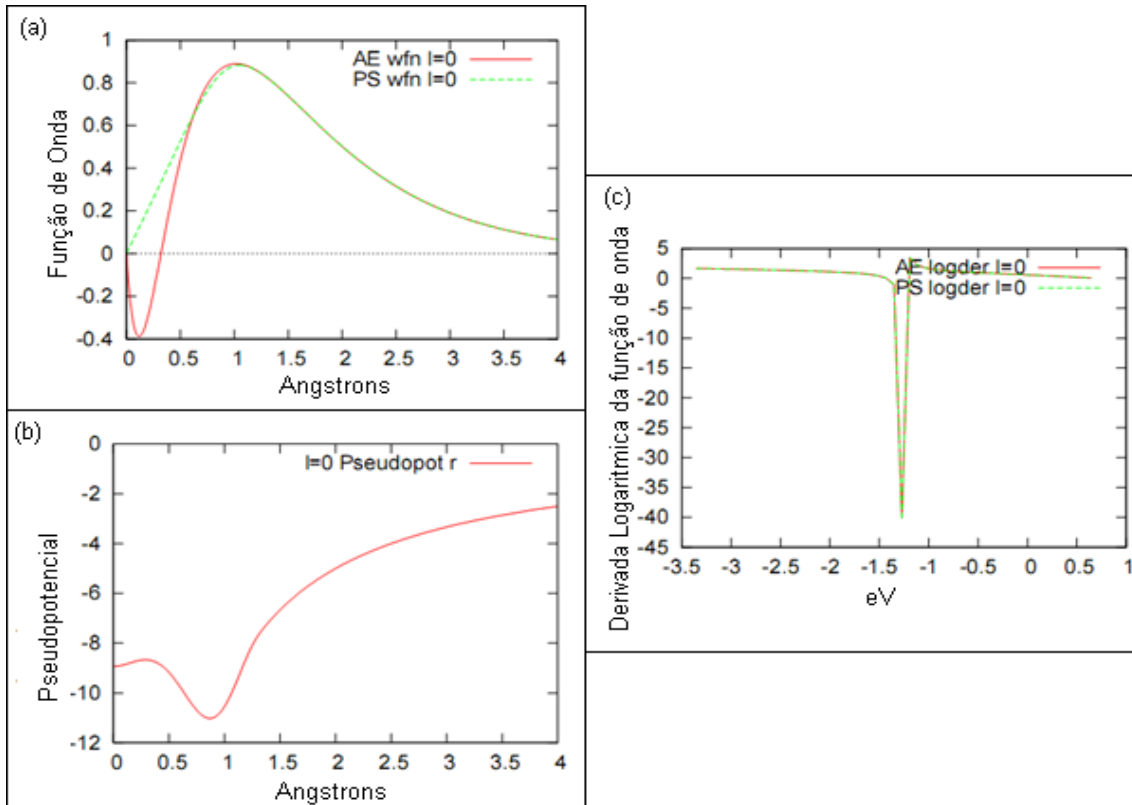 (a)
1
0.8
0.6
0.4
0.2
0
-0.2
-0.4
Função de Onda
AE wfn l=0
PS wfn l=0
0 0.5 1 1.5 2 2.5 3 3.5 4
Angstrons
(b)
0
-2
-4
-6
-8
-10
-12
Pseudopotencial
l=0 Pseudopot r
0 0.5 1 1.5 2 2.5 3 3.5 4
Angstrons
(c)
5
0
-5
-10
-15
-20
-25
-30
-35
-40
-45
Derivada Logaritmica da função de onda
AE logder l=0
PS logder l=0
-3.5 -3 -2.5 -2 -1.5 -1 -0.5 0 0.5 1
eV